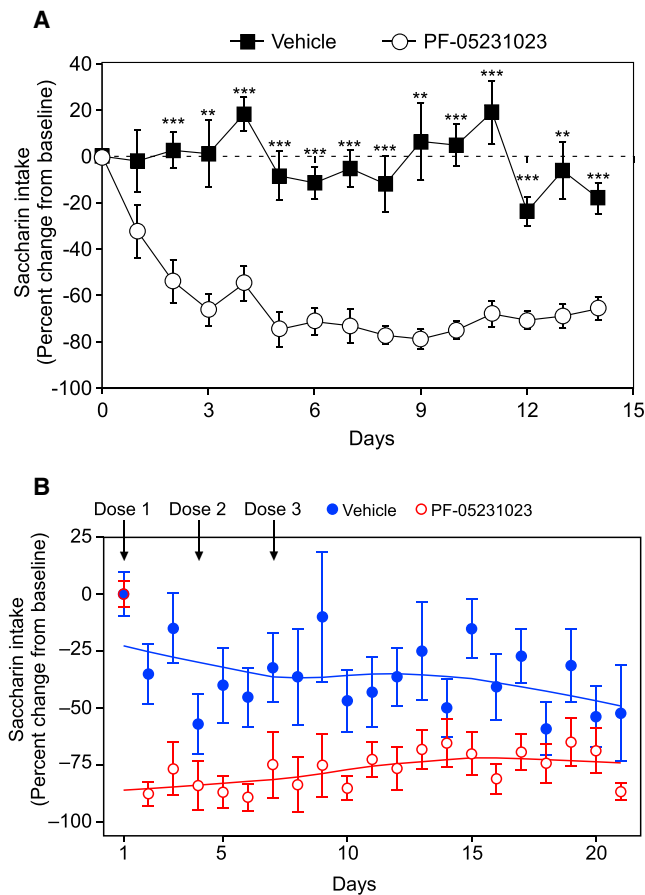 A
Vehicle PF-05231023
40
20
0
-20
-40
-60
-80
-100
Saccharin intake
(Percent change from baseline)
*** ** *** *** *** *** *** ** *** *** *** ** ***
0 3 6 9 12 15
Days
B
Dose 1 Dose 2 Dose 3 Vehicle PF-05231023
25
0
−25
−50
−75
−100
Saccharin intake
(Percent change from baseline)
1 5 10 15 20
Days